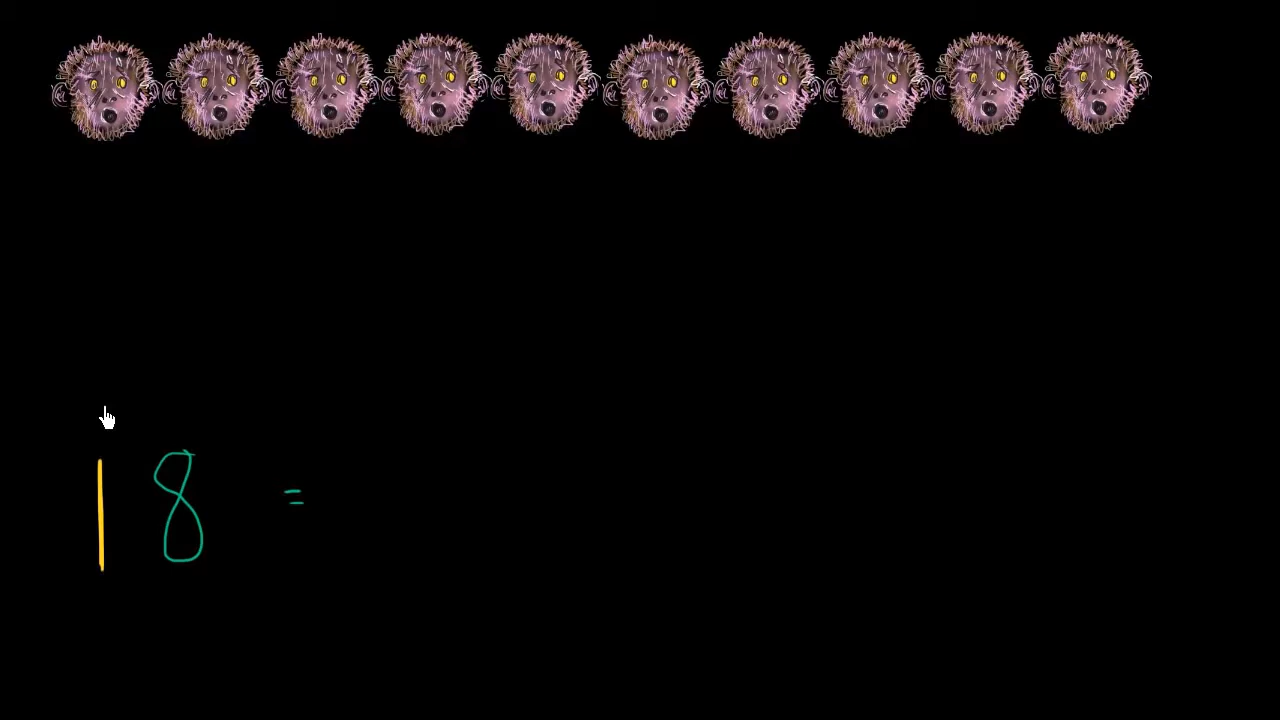 18 =